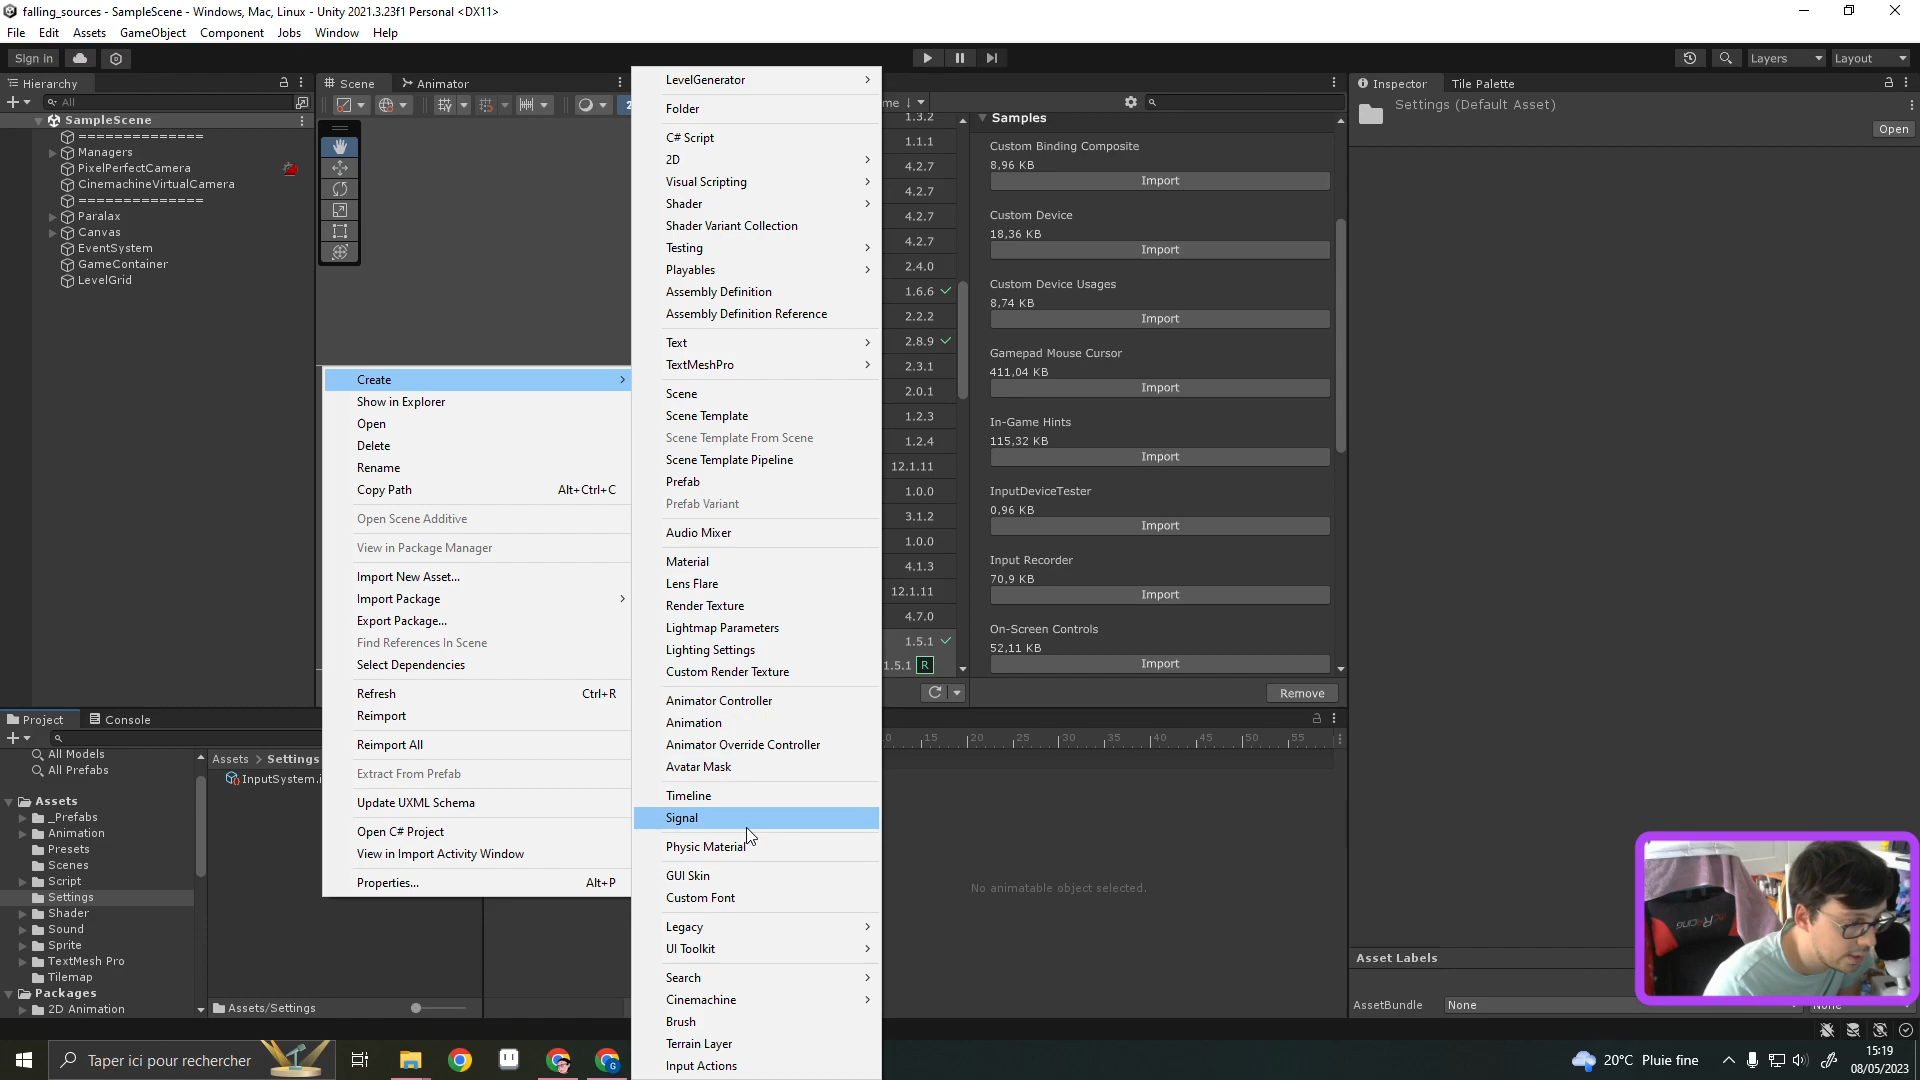 falling_sources - SampleScene - Windows, Mac, Linux - Unity 2021.3.23f1 Personal <DX11>
File Edit Assets GameObject Component Jobs Window Help
Sign in
Layers
Layout
Hierarchy
All
SampleScene
==============
Managers
PixelPerfectCamera
CinemachineVirtualCamera
==============
Paralax
Canvas
EventSystem
GameContainer
LevelGrid
Scene
Animator
2
Create
Show in Explorer
Open
Delete
Rename
Copy Path Alt+Ctrl+C
Open Scene Additive
View in Package Manager
Import New Asset...
Import Package
Export Package...
Find References In Scene
Select Dependencies
Refresh Ctrl+R
Reimport
Reimport All
Extract From Prefab
Update UXML Schema
Open C# Project
View in Import Activity Window
Properties... Alt+P
LevelGenerator
Folder
C# Script
2D
Visual Scripting
Shader
Shader Variant Collection
Testing
Playables
Assembly Definition
Assembly Definition Reference
Text
TextMeshPro
Scene
Scene Template
Scene Template From Scene
Scene Template Pipeline
Prefab
Prefab Variant
Audio Mixer
Material
Lens Flare
Render Texture
Lightmap Parameters
Lighting Settings
Custom Render Texture
Animator Controller
Animation
Animator Override Controller
Avatar Mask
Timeline
Signal
Physic Material
GUI Skin
Custom Font
Legacy
UI Toolkit
Search
Cinemachine
Brush
Terrain Layer
Input Actions
me ↓
1.3.2
1.1.1
4.2.7
4.2.7
4.2.7
4.2.7
2.4.0
1.6.6
2.2.2
2.8.9
2.3.1
2.0.1
1.2.3
1.2.4
12.1.11
1.0.0
3.1.2
1.0.0
4.1.3
12.1.11
4.7.0
1.5.1
1.5.1 R
Samples
Custom Binding Composite
8,96 KB
Import
Custom Device
18,36 KB
Import
Custom Device Usages
8,74 KB
Import
Gamepad Mouse Cursor
411,04 KB
Import
In-Game Hints
115,32 KB
Import
InputDeviceTester
0,96 KB
Import
Input Recorder
70,9 KB
Import
On-Screen Controls
52,11 KB
Import
Remove
Inspector
Tile Palette
Settings (Default Asset)
Open
Project
Console
All Models
All Prefabs
Assets
_Prefabs
Animation
Presets
Scenes
Script
Settings
Shader
Sound
Sprite
TextMesh Pro
Tilemap
Packages
2D Animation
Assets > Settings
InputSystem.i
Assets/Settings
15 20 25 30 35 40 45 50 55
No animatable object selected.
Asset Labels
AssetBundle None None
Taper ici pour rechercher
20°C Pluie fine
15:19
08/05/2023